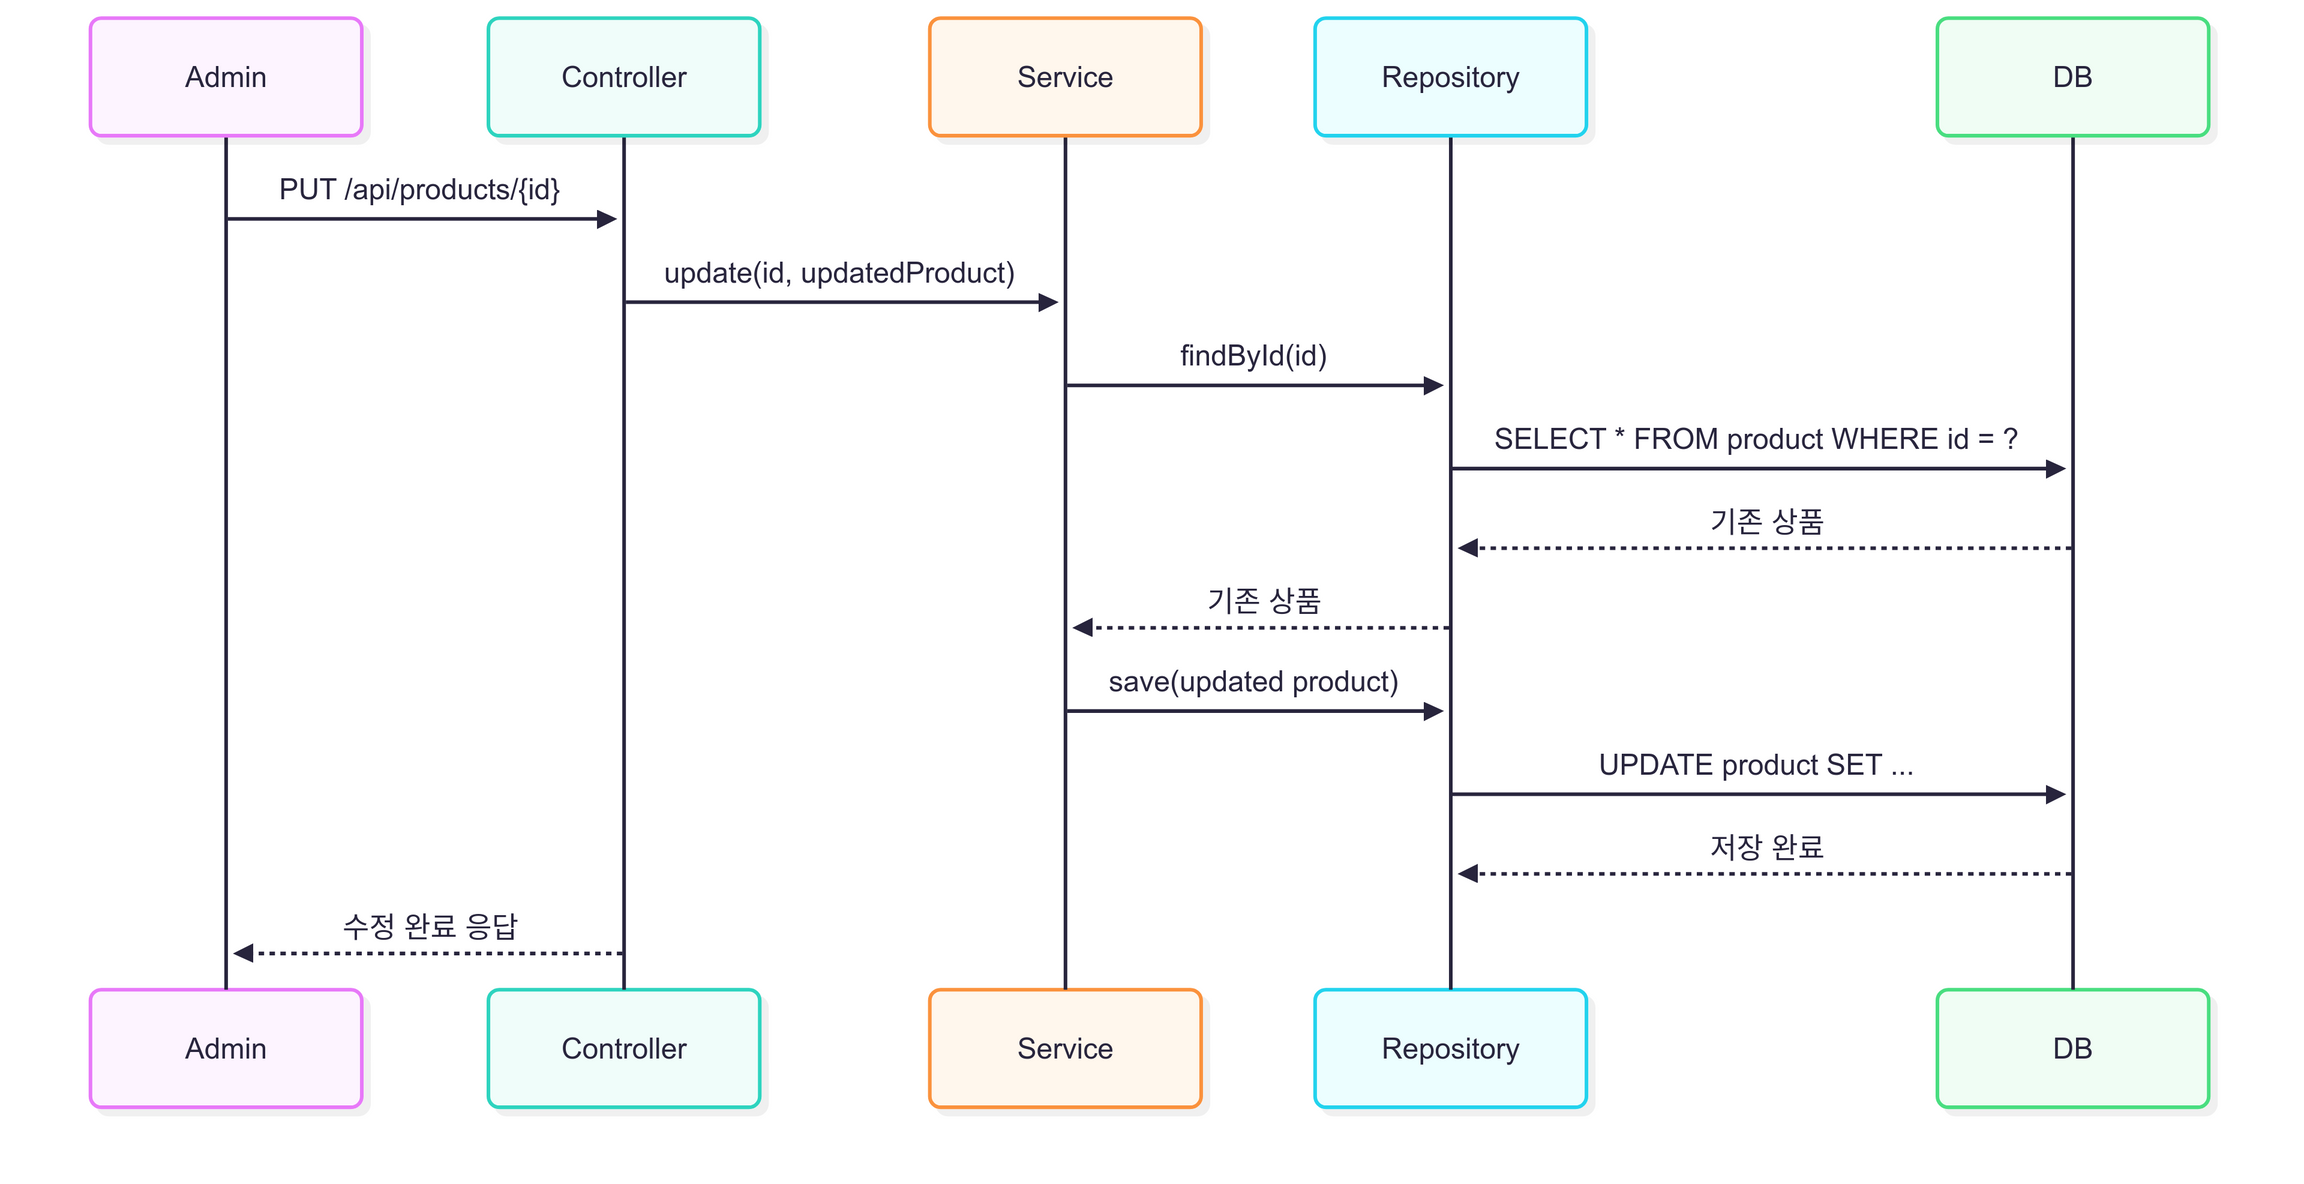 Admin
Controller
Service
Repository
DB
PUT /api/products/{id}
update(id, updatedProduct)
findById(id)
SELECT * FROM product WHERE id = ?
기존 상품
기존 상품
save(updated product)
UPDATE product SET ...
저장 완료
수정 완료 응답
Admin
Controller
Service
Repository
DB